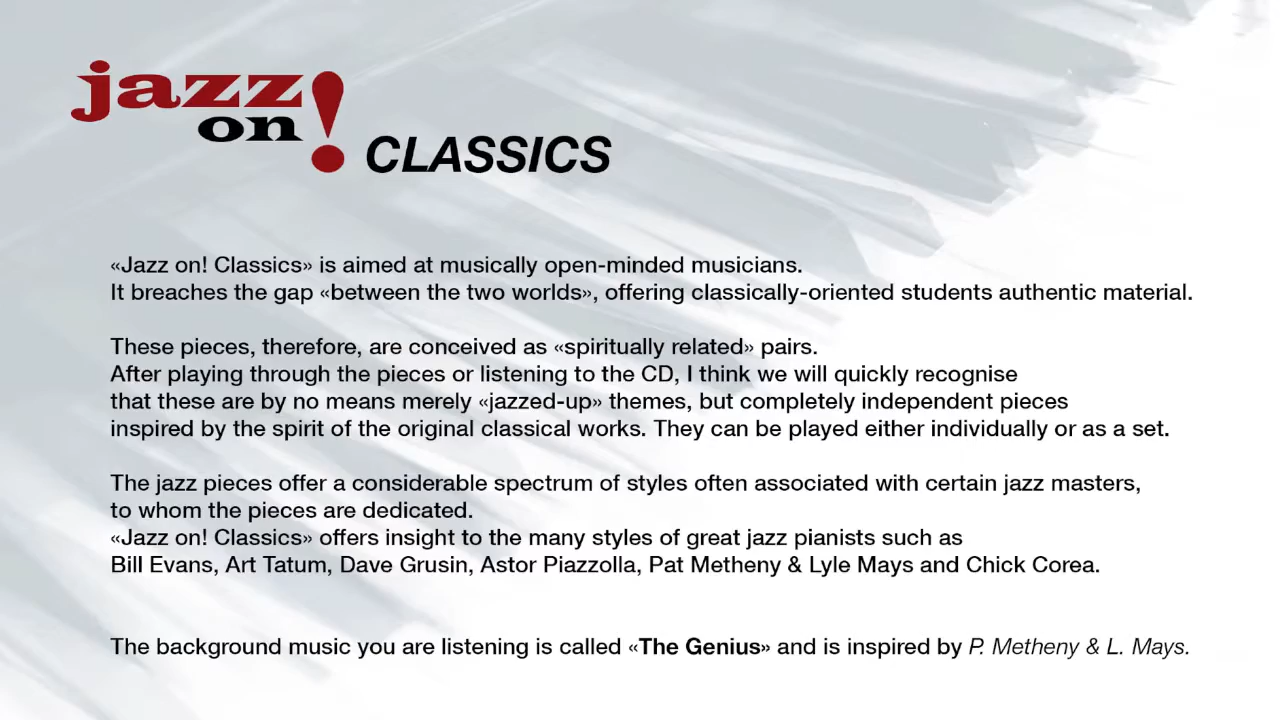 jazz
on! CLASSICS
«Jazz on! Classics» is aimed at musically open-minded musicians.
It breaches the gap «between the two worlds», offering classically-oriented students authentic material.
These pieces, therefore, are conceived as «spiritually related» pairs.
After playing through the pieces or listening to the CD, I think we will quickly recognise
that these are by no means merely «jazzed-up» themes, but completely independent pieces
inspired by the spirit of the original classical works. They can be played either individually or as a set.
The jazz pieces offer a considerable spectrum of styles often associated with certain jazz masters,
to whom the pieces are dedicated.
«Jazz on! Classics» offers insight to the many styles of great jazz pianists such as
Bill Evans, Art Tatum, Dave Grusin, Astor Piazzolla, Pat Metheny & Lyle Mays and Chick Corea.
The background music you are listening is called «The Genius» and is inspired by P. Metheny & L. Mays.